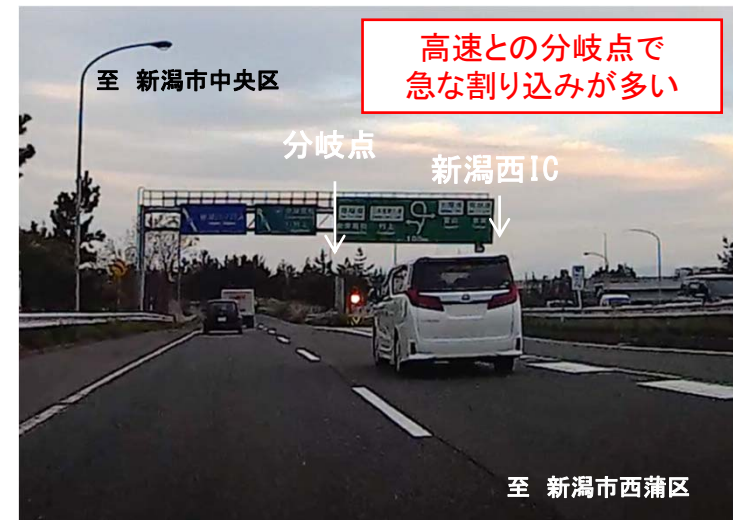 高速との分岐点で
急な割り込みが多い
至 新潟市中央区
分岐点
新潟西IC
至 新潟市西蒲区